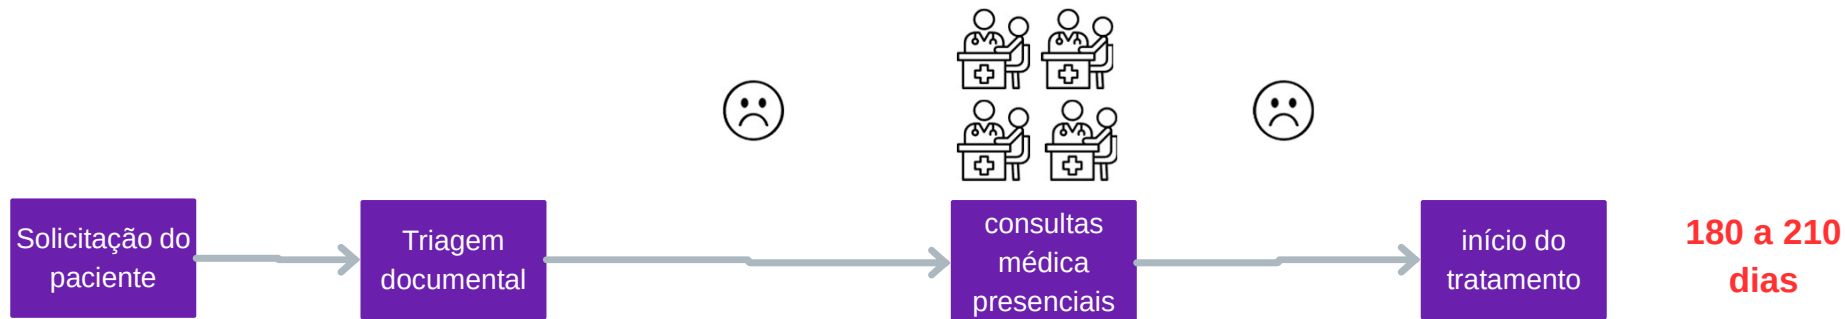 Solicitação do
paciente
Triagem
documental
consultas
médica
presenciais
início do
tratamento
180 a 210
dias